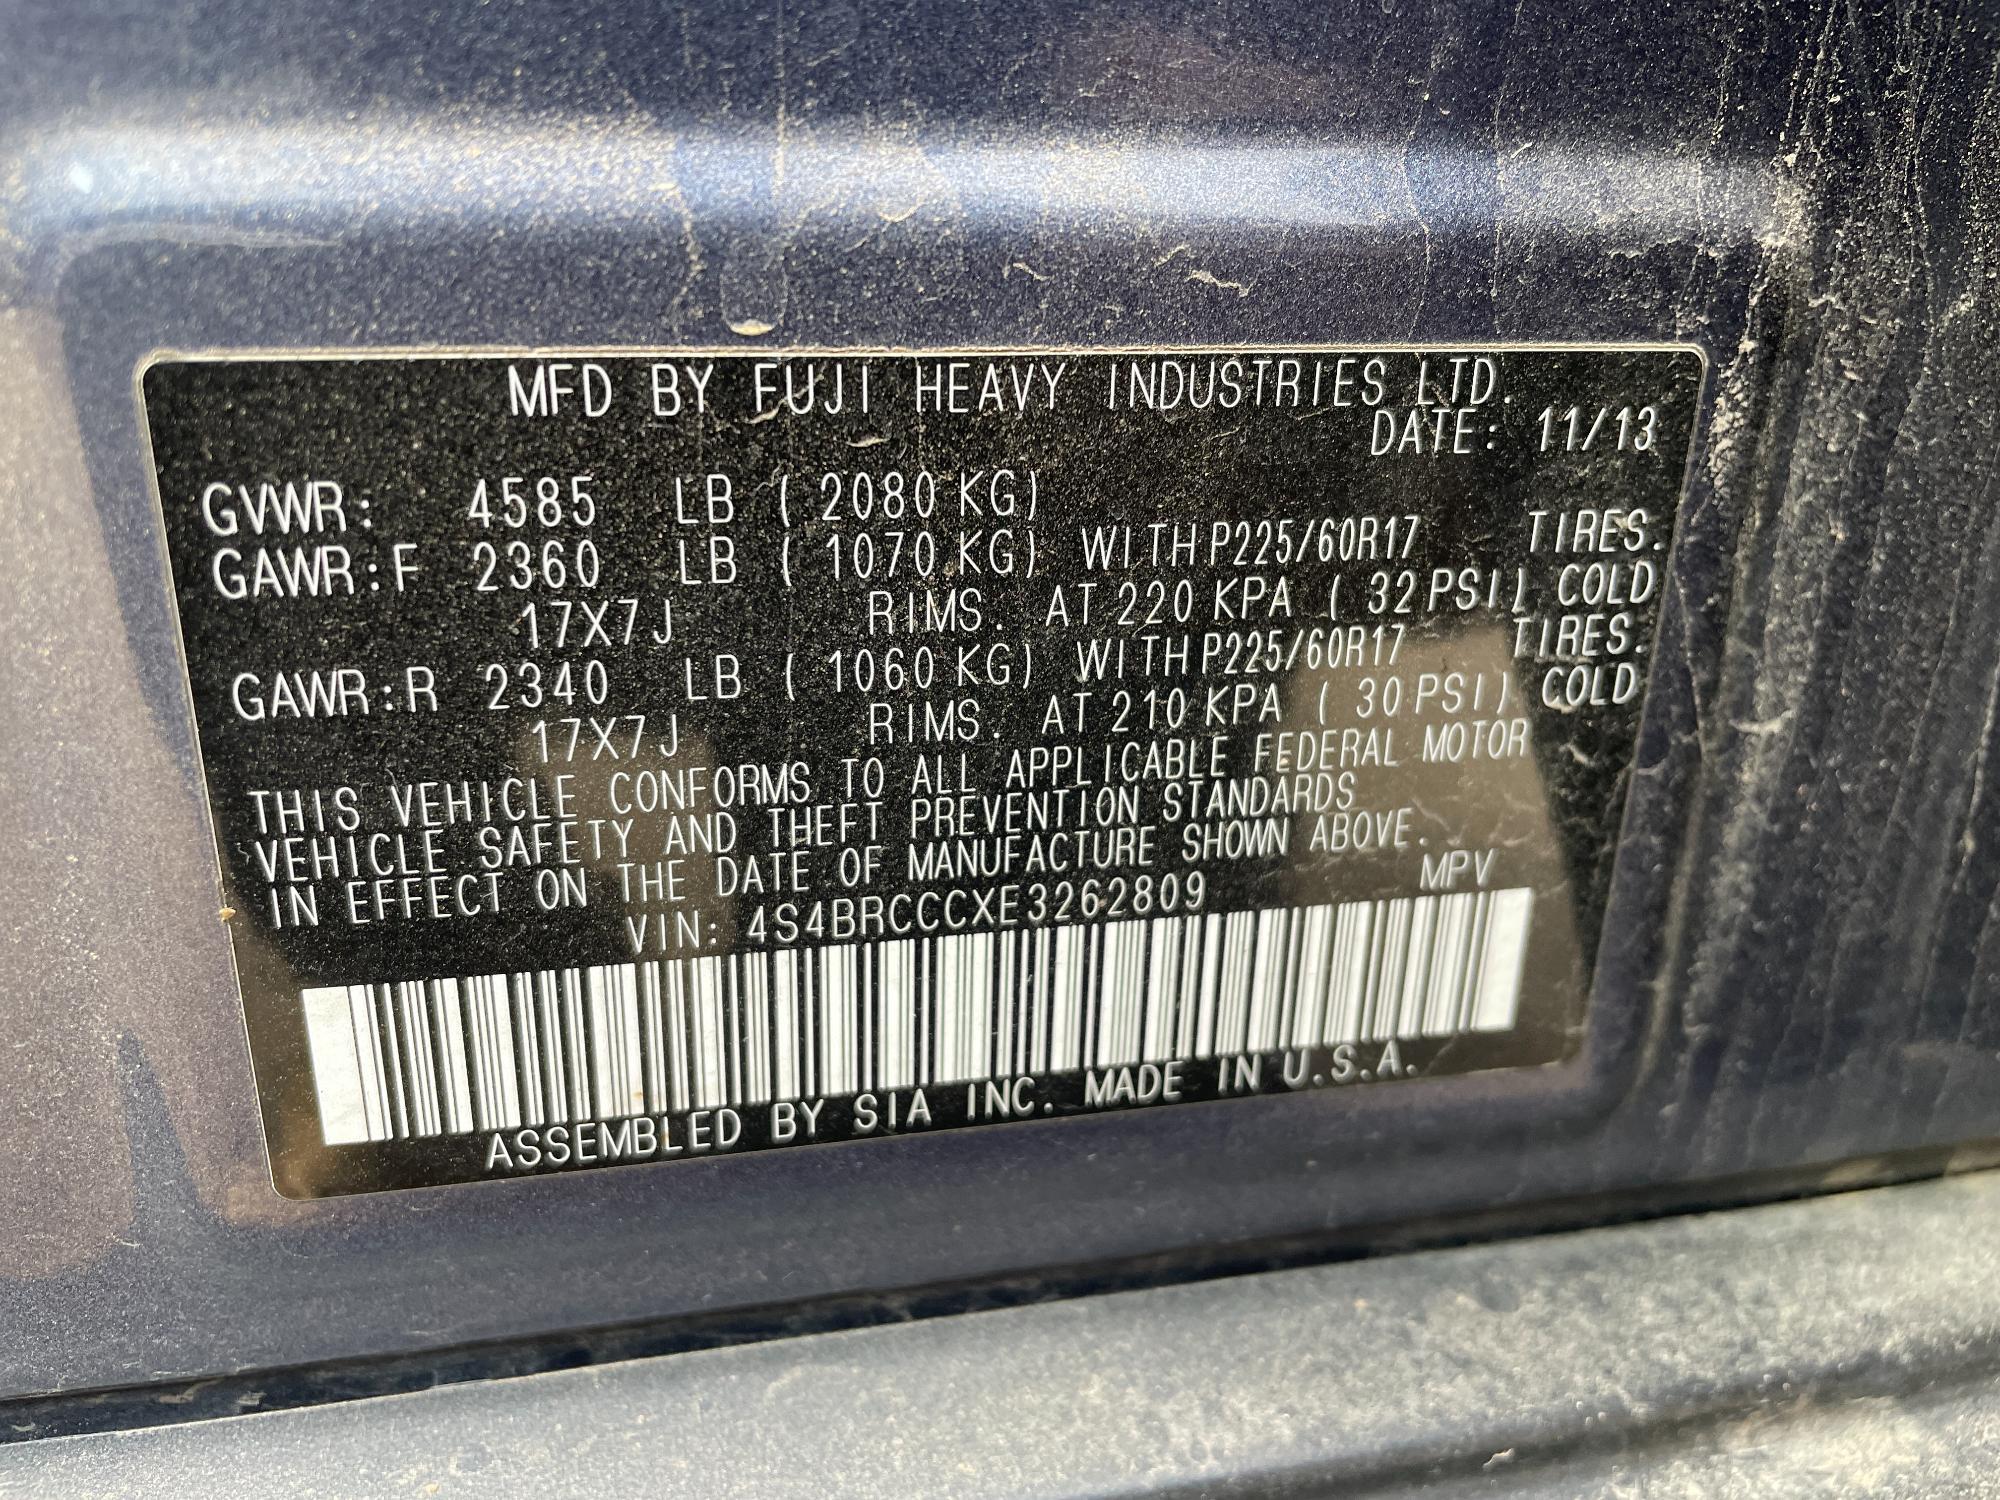 MFD BY FUJI HEAVY INDUSTRIES LTD.
DATE: 11/13
GVWR: 4585 LB ( 2080 KG)
GAWR:F 2360 LB ( 1070 KG) WITH P225/60R17 TIRES.
17X7J RIMS. AT 220 KPA ( 32 PSI) COLD
GAWR:R 2340 LB ( 1060 KG) WITH P225/60R17 TIRES.
17X7J RIMS. AT 210 KPA ( 30 PSI) COLD
THIS VEHICLE CONFORMS TO ALL APPLICABLE FEDERAL MOTOR
VEHICLE SAFETY AND THEFT PREVENTION STANDARDS
IN EFFECT ON THE DATE OF MANUFACTURE SHOWN ABOVE.
VIN: 4S4BRCCCXE3262809 MPV
ASSEMBLED BY SIA INC. MADE IN U.S.A.